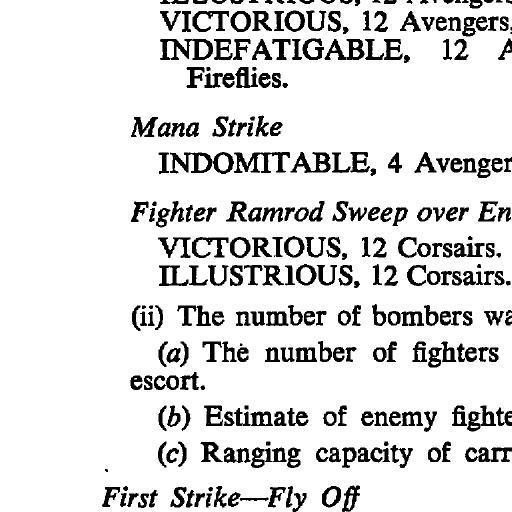 VICTORIOUS, 12 Avengers,
INDEFATIGABLE, 12
Fireflies.
Mana Strike
INDOMITABLE, 4 Avenger
Fighter Ramrod Sweep over En
VICTORIOUS, 12 Corsairs.
ILLUSTRIOUS, 12 Corsairs.
(ii) The number of bombers wa
(a) The number of fighters
escort.
(b) Estimate of enemy fighte
(c) Ranging capacity of carr
First Strike—Fly Off